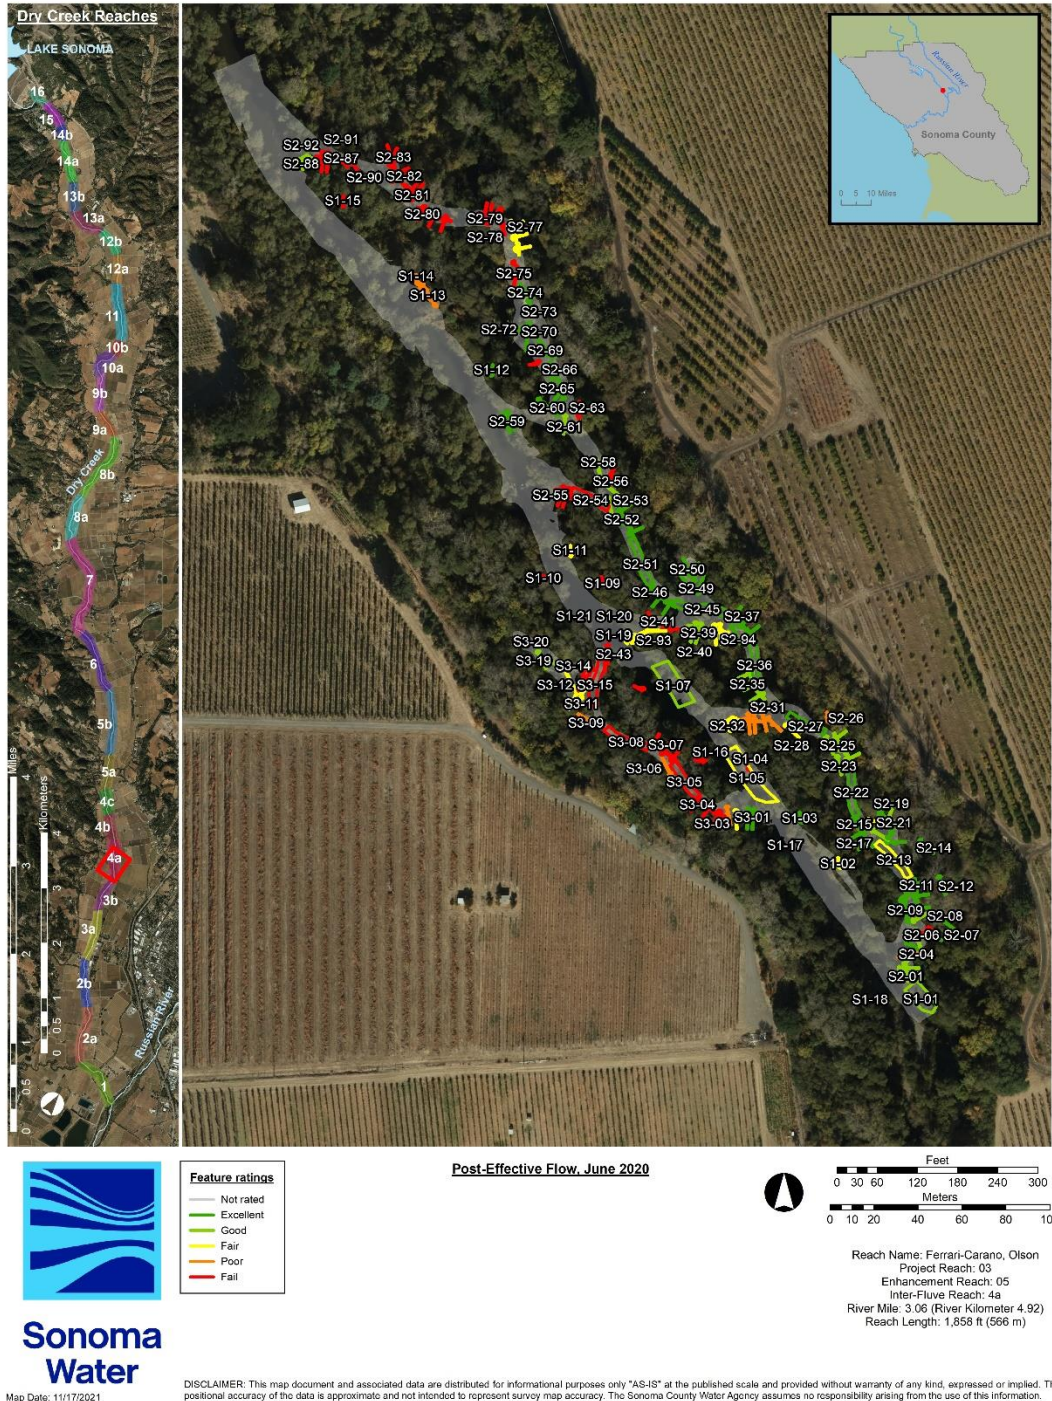 Dry Creek Reaches
LAKE SONOMA
16
15
14b
14a
13b
13a
12b
12a
11
10b
10a
9b
9a
Dry Creek
8b
8a
7
6
5b
5a
4c
4b
4a
3b
3a
2b
2a
1
Russian River
Miles
4
3
2
1
0.5
0
Kilometers
4
3
2
1
0.5
0
Russian River
Sonoma County
0 5 10 Miles
S2-91
S2-92
S2-87
S2-83
S2-88
S2-90
S2-82
S2-81
S1-15
S2-80
S2-79
S2-77
S2-78
S1-14
S2-75
S1-13
S2-74
S2-73
S2-72
S2-70
S2-69
S1-12
S2-66
S2-65
S2-60
S2-63
S2-59
S2-61
S2-58
S2-56
S2-55
S2-54
S2-53
S2-52
S1-11
S2-51
S2-50
S1-10
S1-09
S2-49
S2-46
S2-45
S1-21
S1-20
S2-41
S2-37
S1-19
S2-93
S2-39
S2-94
S3-20
S2-43
S2-40
S3-19
S3-14
S2-36
S3-12
S3-15
S1-07
S2-35
S3-11
S2-31
S3-09
S2-32
S2-27
S2-26
S3-08
S3-07
S1-16
S2-28
S2-25
S3-06
S1-04
S2-23
S3-05
S1-05
S2-22
S3-04
S2-19
S3-03
S3-01
S1-03
S2-15
S2-21
S1-17
S2-17
S2-14
S1-02
S2-13
S2-11
S2-12
S2-09
S2-08
S2-06
S2-07
S2-04
S2-01
S1-18
S1-01
Sonoma
Water
Map Date: 11/17/2021
Feature ratings
Not rated
Excellent
Good
Fair
Poor
Fail
Post-Effective Flow, June 2020
Feet
0 30 60 120 180 240 300
Meters
0 10 20 40 60 80 10
Reach Name: Ferrari-Carano, Olson
Project Reach: 03
Enhancement Reach: 05
Inter-Fluve Reach: 4a
River Mile: 3.06 (River Kilometer 4.92)
Reach Length: 1,858 ft (566 m)
DISCLAIMER: This map document and associated data are distributed for informational purposes only "AS-IS" at the published scale and provided without warranty of any kind, expressed or implied. Th
positional accuracy of the data is approximate and not intended to represent survey map accuracy. The Sonoma County Water Agency assumes no responsibility arising from the use of this information.